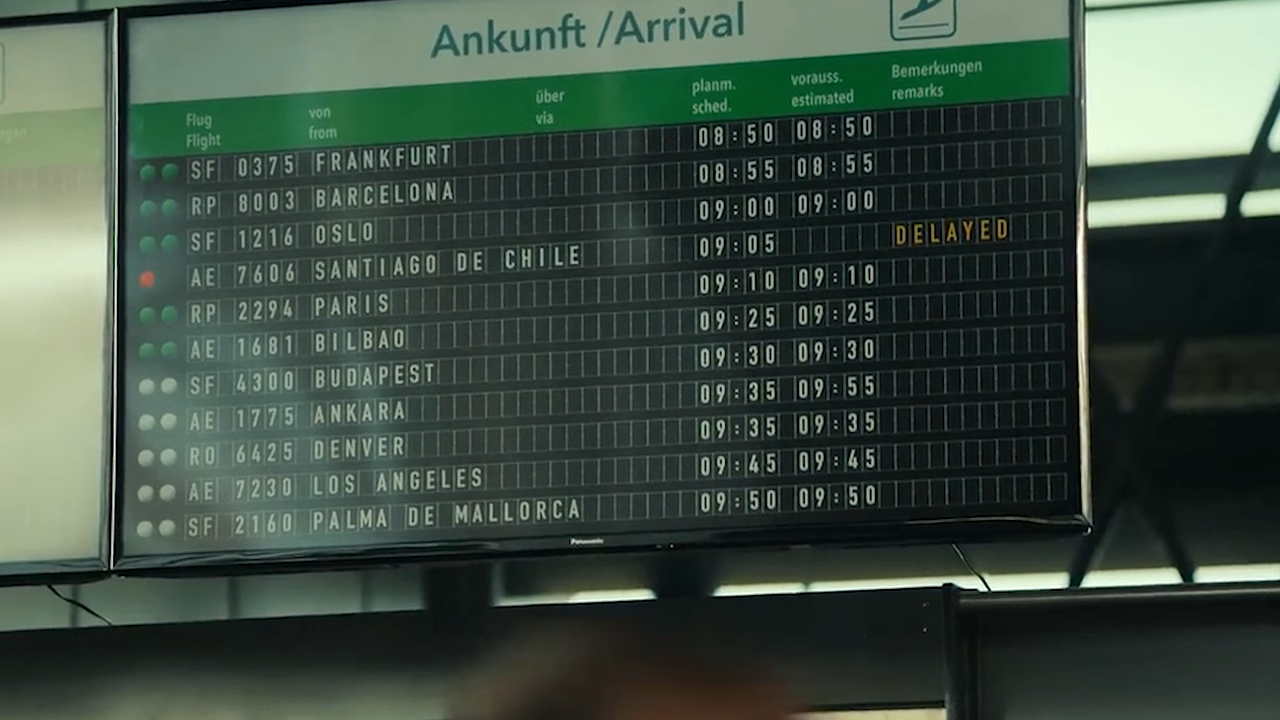 Ankunft / Arrival
Flug von über planm. vorauss. Bemerkungen
Flight from via sched. estimated remarks
SF 0375 FRANKFURT 08:50 08:50
RP 8003 BARCELONA 08:55 08:55
SF 1216 OSLO 09:00 09:00
AE 7606 SANTIAGO DE CHILE 09:05 DELAYED
RP 2294 PARIS 09:10 09:10
AE 1681 BILBAO 09:25 09:25
SF 4300 BUDAPEST 09:30 09:30
AE 1775 ANKARA 09:35 09:55
RO 6425 DENVER 09:35 09:35
AE 7230 LOS ANGELES 09:45 09:45
SF 2160 PALMA DE MALLORCA 09:50 09:50
Panasonic